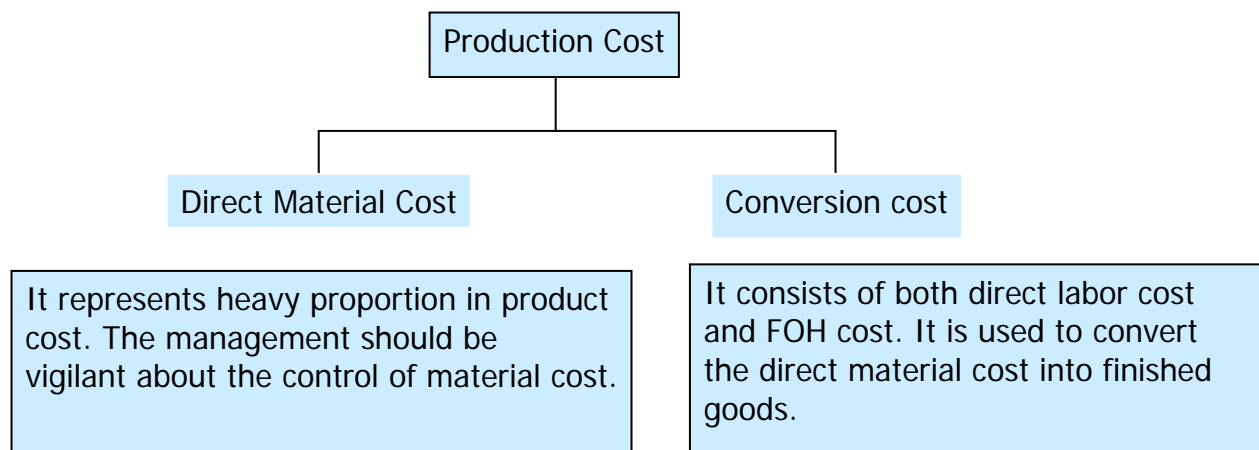 Production Cost
Direct Material Cost
Conversion cost
It represents heavy proportion in product
cost. The management should be
vigilant about the control of material cost.
It consists of both direct labor cost
and FOH cost. It is used to convert
the direct material cost into finished
goods.